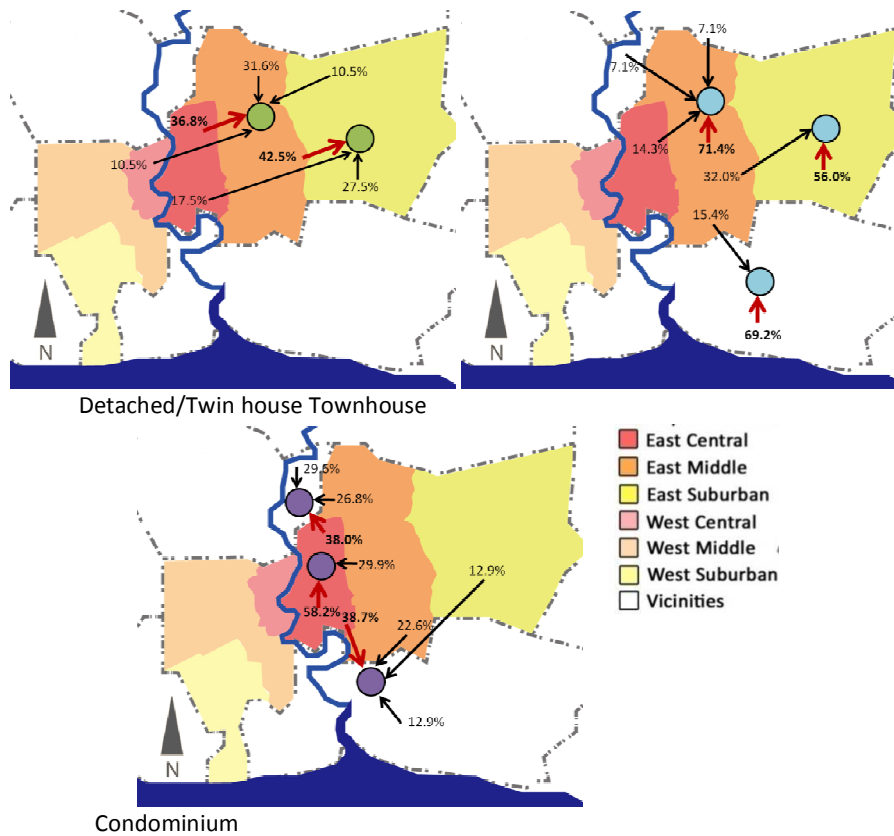 7.1%
31.6%
10.5%
7.1%
36.8%
10.5%
42.5%
14.3%
71.4%
17.5%
27.5%
32.0%
56.0%
15.4%
69.2%
N
N
Detached/Twin house Townhouse
29.6%
26.8%
38.0%
29.9%
12.9%
58.2%
38.7%
22.6%
12.9%
N
East Central
East Middle
East Suburban
West Central
West Middle
West Suburban
Vicinities
Condominium